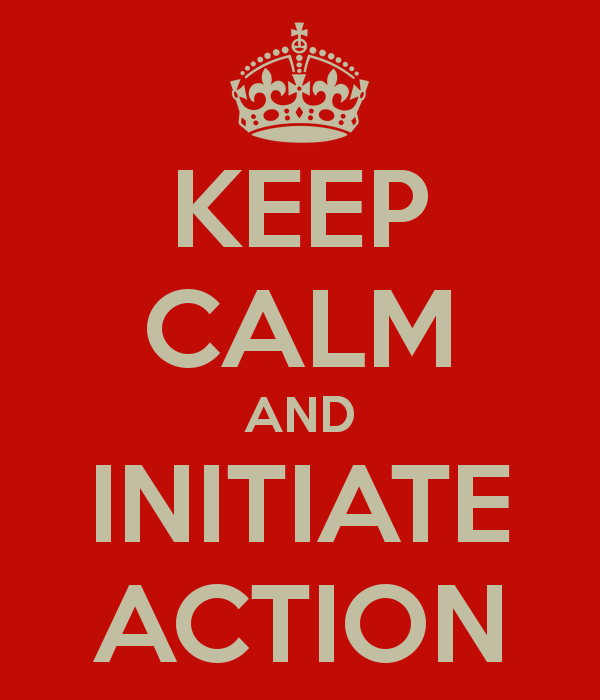 KEEP
CALM
AND
INITIATE
ACTION